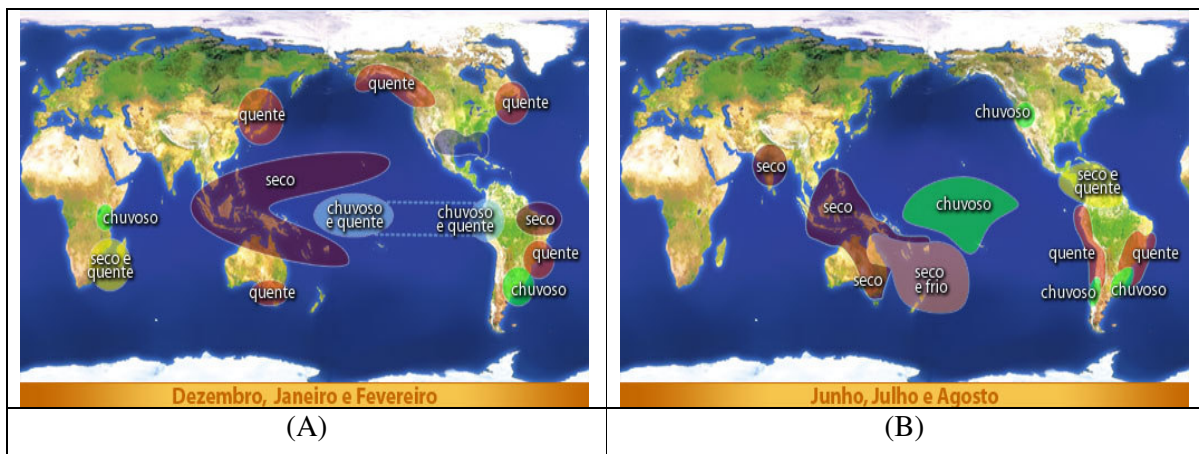 quente
quente
quente
seco
chuvoso
e quente
chuvoso
e quente
seco
chuvoso
quente
seco e
quente
chuvoso
quente
Dezembro, Janeiro e Fevereiro
(A)
chuvoso
seco
seco e
quente
seco
chuvoso
quente
quente
seco
seco
e frio
chuvoso
chuvoso
Junho, Julho e Agosto
(B)